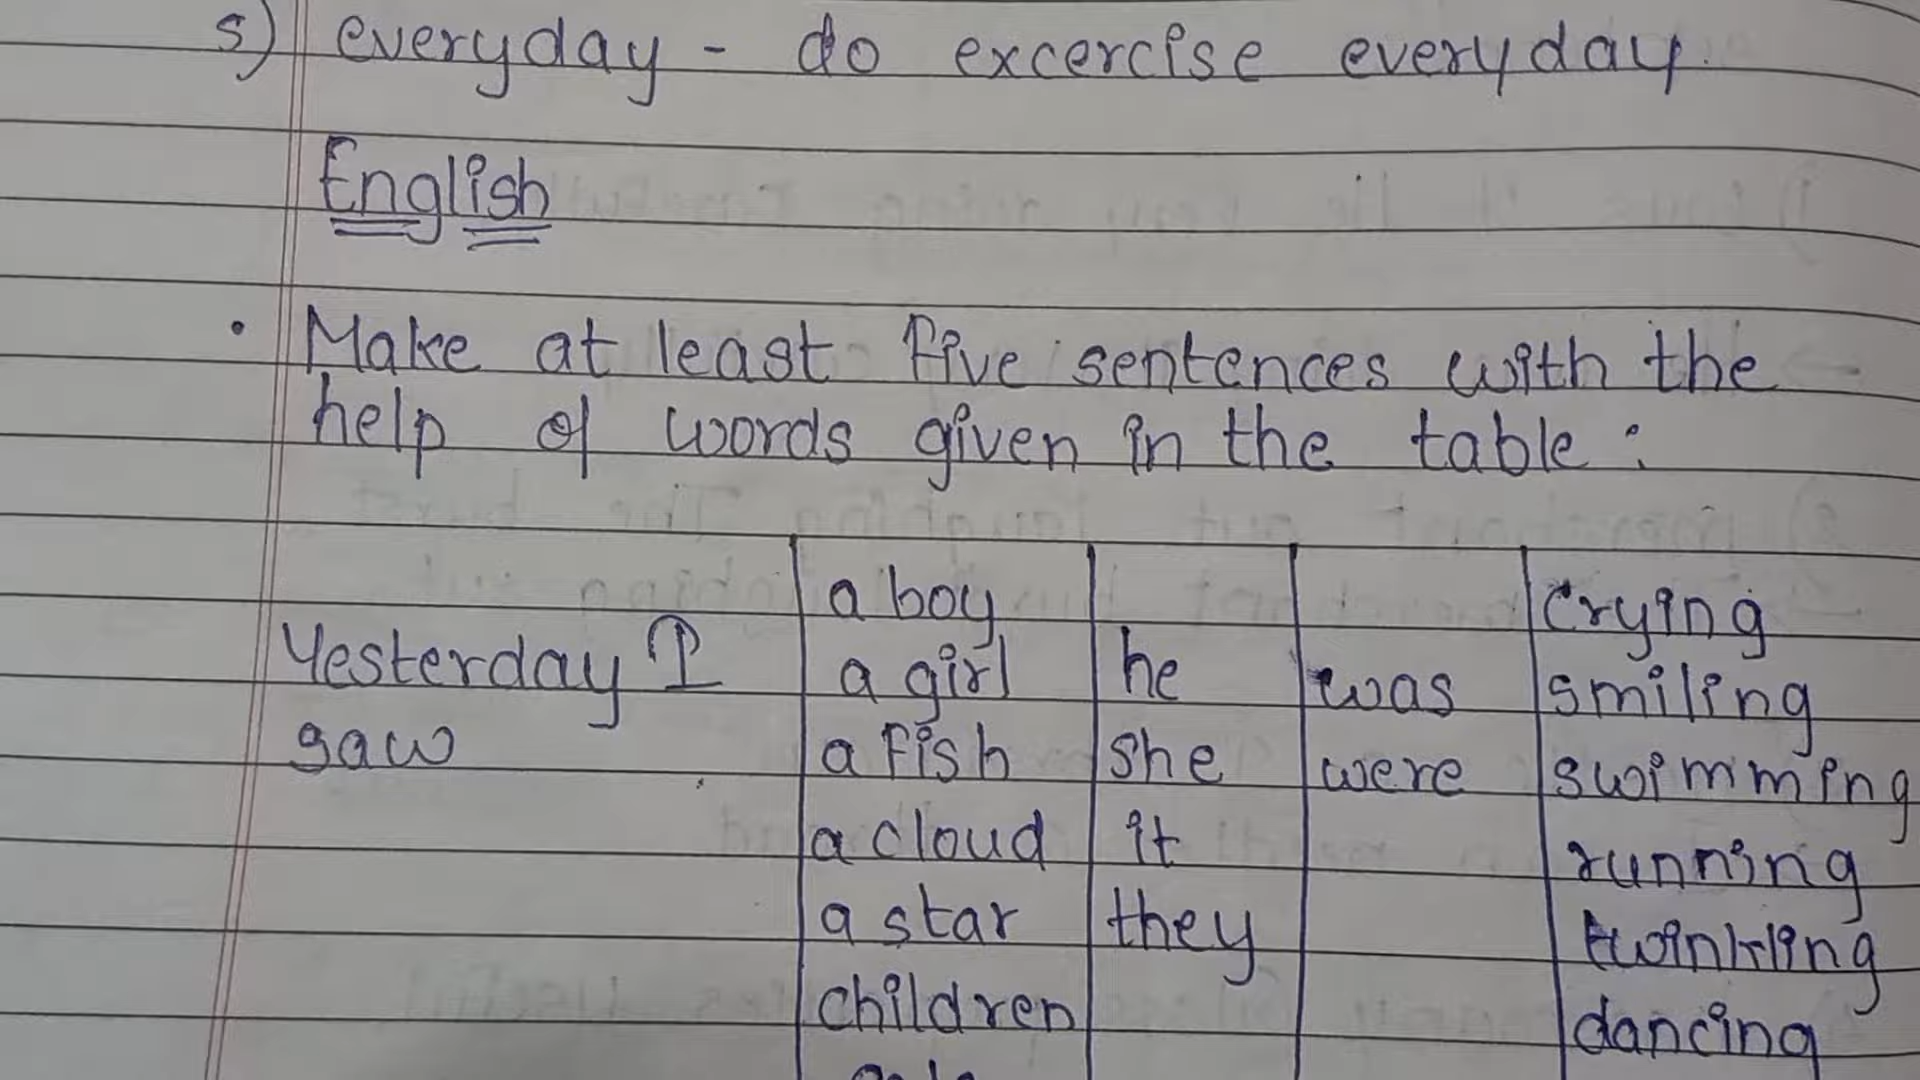 5) everyday - do excercise everyday.
English
• Make at least five sentences with the
help of words given in the table :
a boy crying
Yesterday I a girl he was smiling
saw a fish she were swimming
a cloud it running
a star they twinkling
children dancing